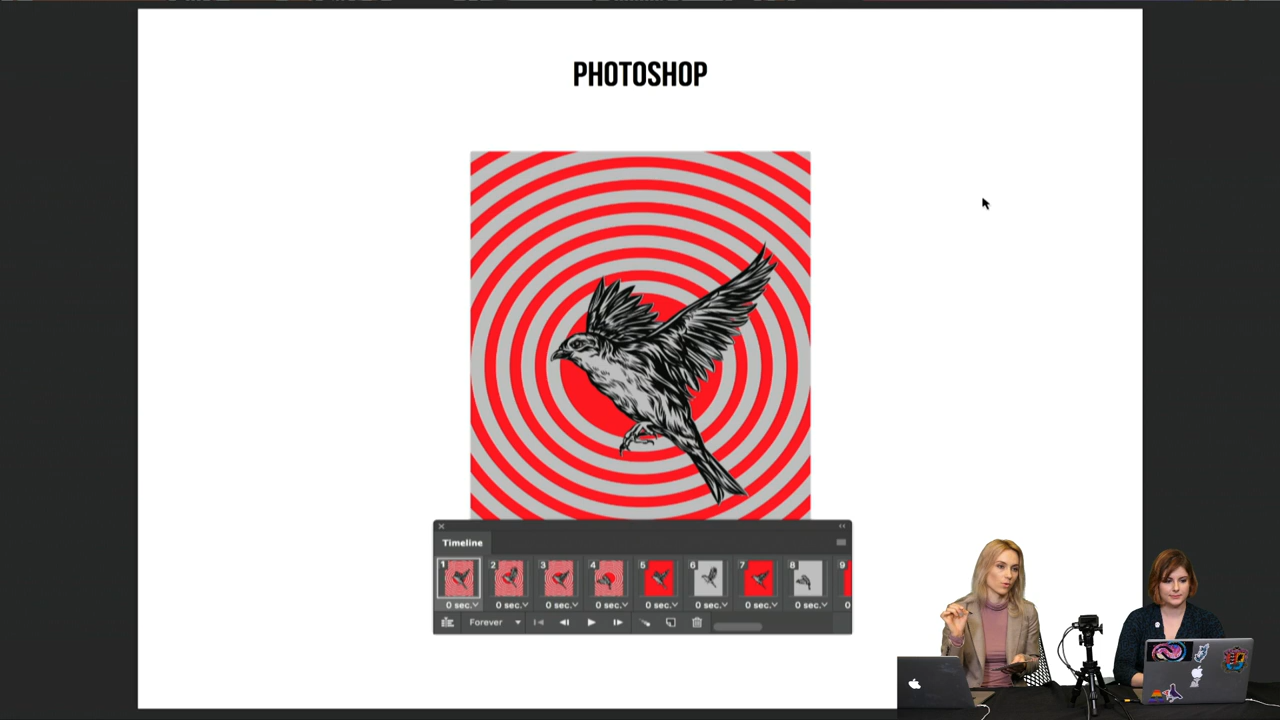 PHOTOSHOP
Timeline
1 2 3 4 5 6 7 8 9
0 sec. 0 sec. 0 sec. 0 sec. 0 sec. 0 sec. 0 sec. 0 sec. 0
Forever